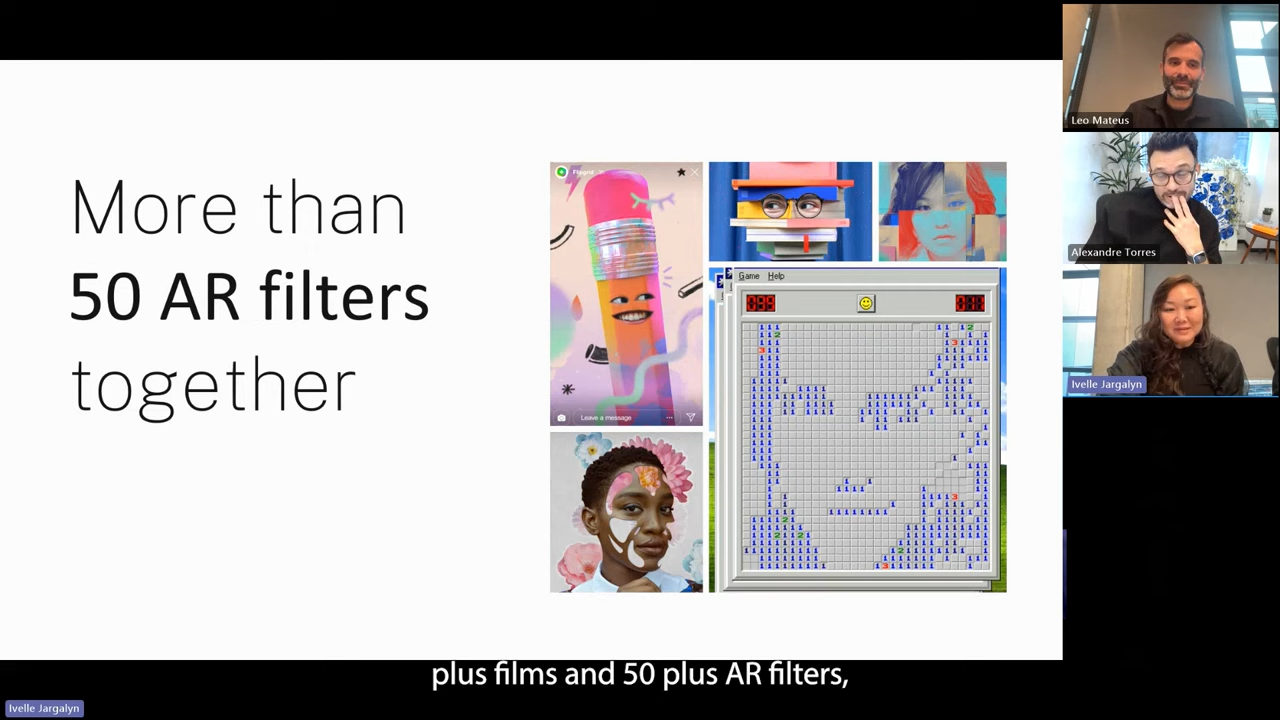 More than
50 AR filters
together
Flipgrid
Leave a message
Game Help
Leo Mateus
Alexandre Torres
Ivelle Jargalyn
plus films and 50 plus AR filters,
Ivelle Jargalyn